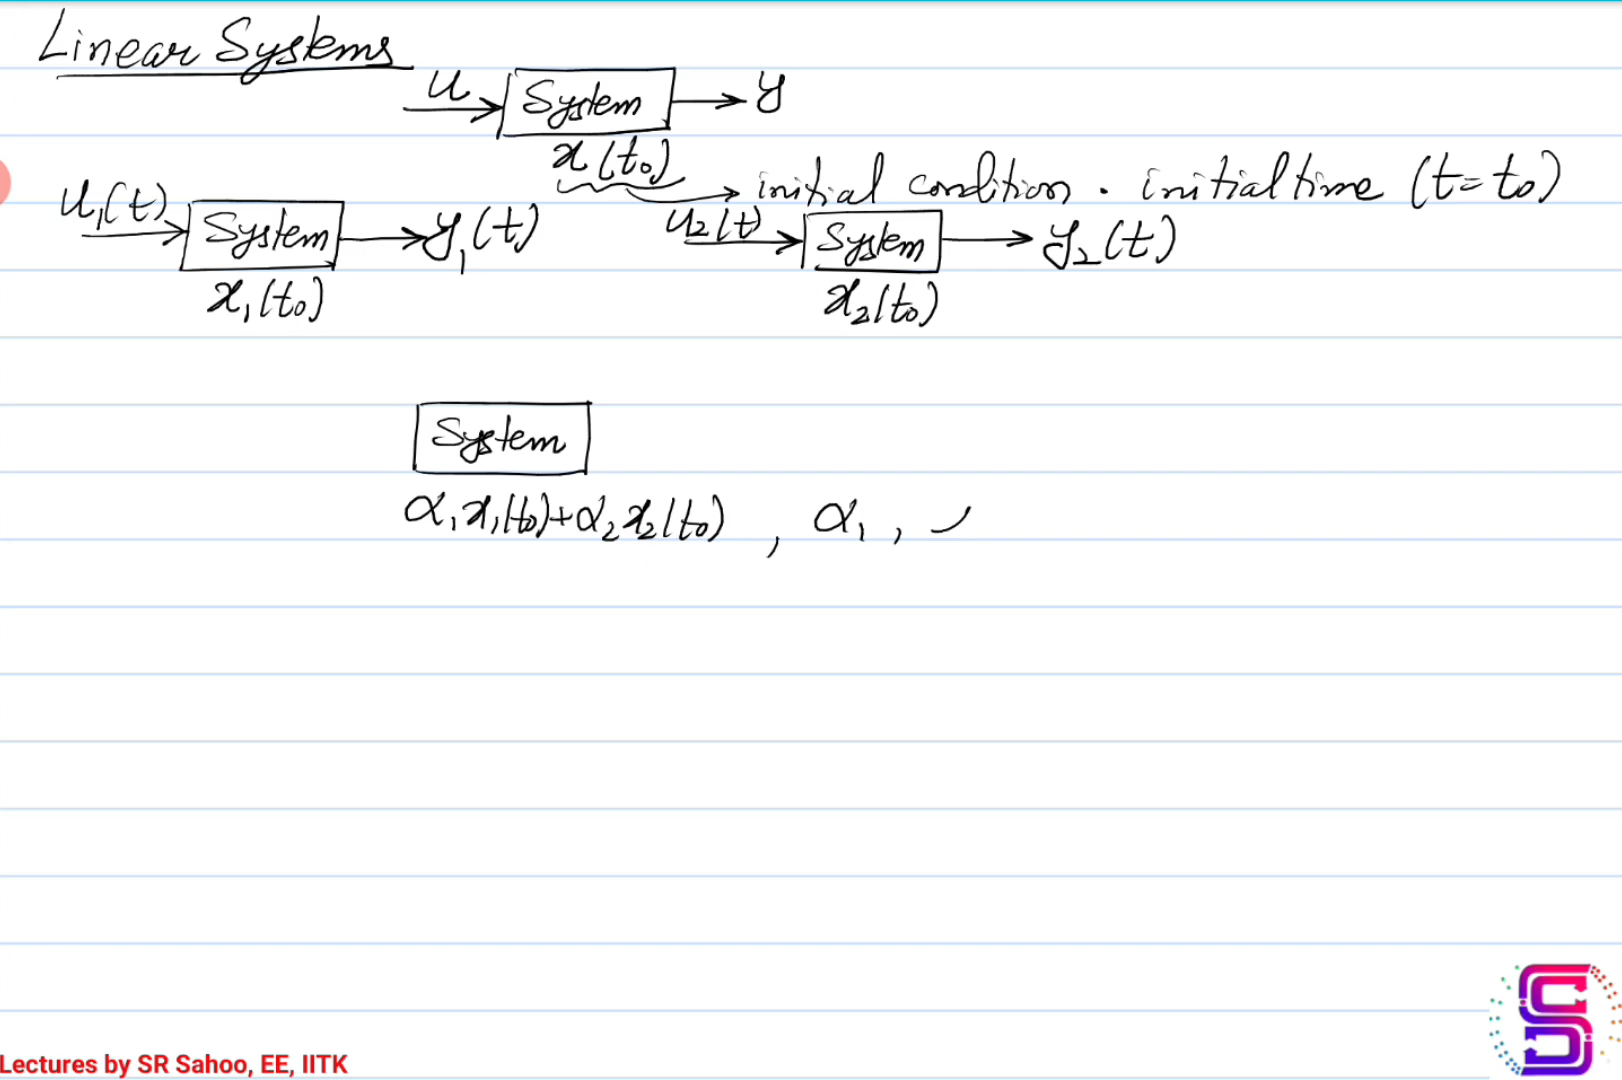 Linear Systems
u System y
x(t₀)
initial condition . initial time (t=t₀)
u₁(t) System y₁(t) u₂(t) System y₂(t)
x₁(t₀) x₂(t₀)
System
α₁x₁(t₀)+α₂x₂(t₀) , α₁ ,
Lectures by SR Sahoo, EE, IITK